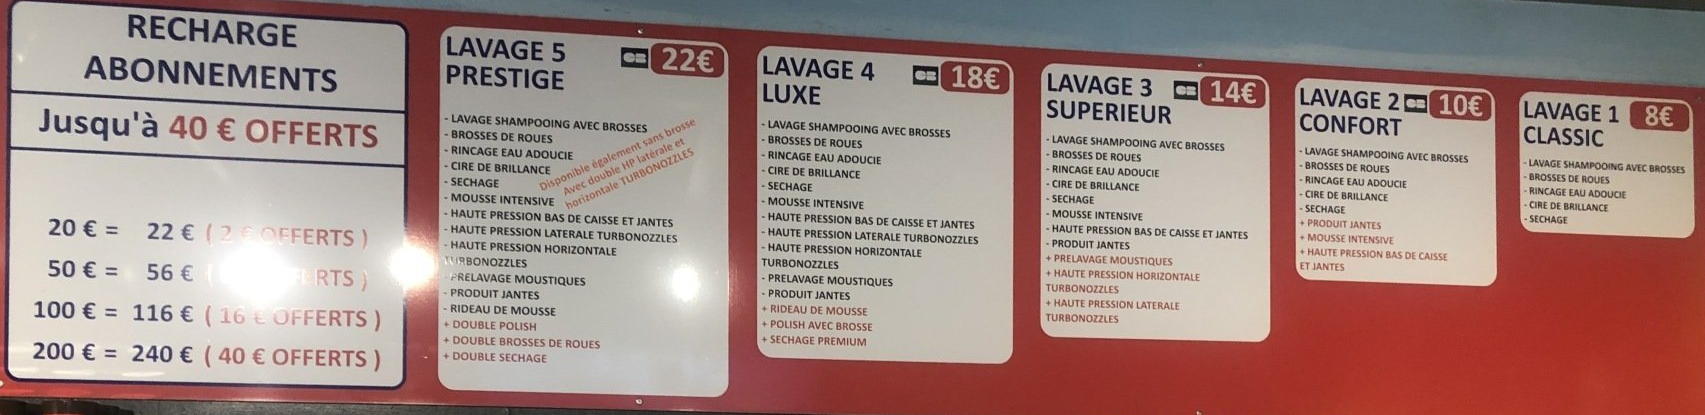 RECHARGE
ABONNEMENTS
Jusqu'à 40 € OFFERTS
20 € = 22 € ( 2 € OFFERTS )
50 € = 56 €
100 € = 116 € ( 16 € OFFERTS )
200 € = 240 € ( 40 € OFFERTS )
LAVAGE 5 CB 22€
PRESTIGE
- LAVAGE SHAMPOOING AVEC BROSSES
- BROSSES DE ROUES
- RINCAGE EAU ADOUCIE
- CIRE DE BRILLANCE
- SECHAGE
- MOUSSE INTENSIVE
- HAUTE PRESSION BAS DE CAISSE ET JANTES
- HAUTE PRESSION LATERALE TURBONOZZLES
- HAUTE PRESSION HORIZONTALE
TURBONOZZLES
- PRELAVAGE MOUSTIQUES
- PRODUIT JANTES
- RIDEAU DE MOUSSE
+ DOUBLE POLISH
+ DOUBLE BROSSES DE ROUES
+ DOUBLE SECHAGE
Disponible également sans brosse
Avec double HP latérale et
horizontale TURBONOZZLES
LAVAGE 4 CB 18€
LUXE
- LAVAGE SHAMPOOING AVEC BROSSES
- BROSSES DE ROUES
- RINCAGE EAU ADOUCIE
- CIRE DE BRILLANCE
- SECHAGE
- MOUSSE INTENSIVE
- HAUTE PRESSION BAS DE CAISSE ET JANTES
- HAUTE PRESSION LATERALE TURBONOZZLES
- HAUTE PRESSION HORIZONTALE
TURBONOZZLES
- PRELAVAGE MOUSTIQUES
- PRODUIT JANTES
+ RIDEAU DE MOUSSE
+ POLISH AVEC BROSSE
+ SECHAGE PREMIUM
LAVAGE 3 CB 14€
SUPERIEUR
- LAVAGE SHAMPOOING AVEC BROSSES
- BROSSES DE ROUES
- RINCAGE EAU ADOUCIE
- CIRE DE BRILLANCE
- SECHAGE
- MOUSSE INTENSIVE
- HAUTE PRESSION BAS DE CAISSE ET JANTES
- PRODUIT JANTES
+ PRELAVAGE MOUSTIQUES
+ HAUTE PRESSION HORIZONTALE
TURBONOZZLES
+ HAUTE PRESSION LATERALE
TURBONOZZLES
LAVAGE 2 CB 10€
CONFORT
- LAVAGE SHAMPOOING AVEC BROSSES
- BROSSES DE ROUES
- RINCAGE EAU ADOUCIE
- CIRE DE BRILLANCE
- SECHAGE
+ PRODUIT JANTES
+ MOUSSE INTENSIVE
+ HAUTE PRESSION BAS DE CAISSE
ET JANTES
LAVAGE 1 8€
CLASSIC
- LAVAGE SHAMPOOING AVEC BROSSES
- BROSSES DE ROUES
- RINCAGE EAU ADOUCIE
- CIRE DE BRILLANCE
- SECHAGE